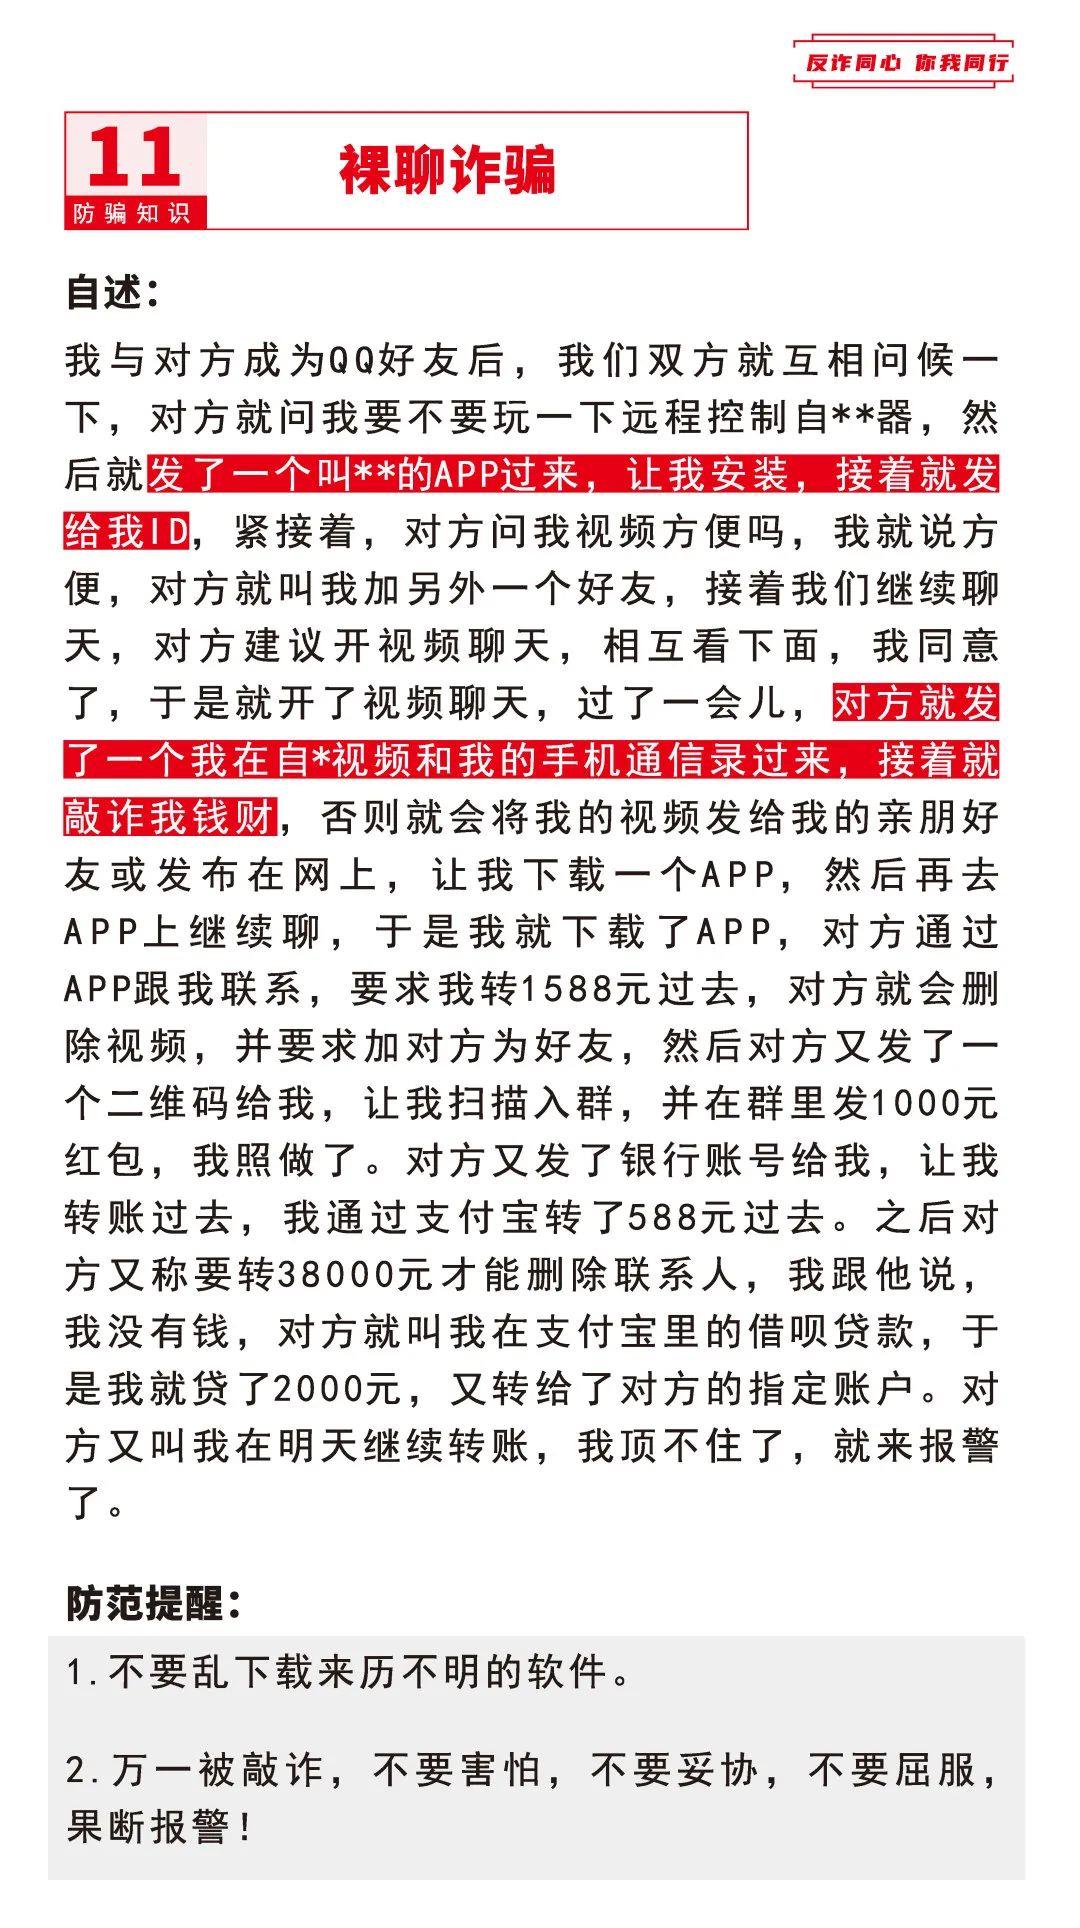 反诈同心 你我同行
11
防骗知识
裸聊诈骗
自述：
我与对方成为QQ好友后，我们双方就互相问候一
下，对方就问我要不要玩一下远程控制自**器，然
后就发了一个叫**的APP过来，让我安装，接着就发
给我ID，紧接着，对方问我视频方便吗，我就说方
便，对方就叫我加另外一个好友，接着我们继续聊
天，对方建议开视频聊天，相互看下面，我同意
了，于是就开了视频聊天，过了一会儿，对方就发
了一个我在自*视频和我的手机通信录过来，接着就
敲诈我钱财，否则就会将我的视频发给我的亲朋好
友或发布在网上，让我下载一个APP，然后再去
APP上继续聊，于是我就下载了APP，对方通过
APP跟我联系，要求我转1588元过去，对方就会删
除视频，并要求加对方为好友，然后对方又发了一
个二维码给我，让我扫描入群，并在群里发1000元
红包，我照做了。对方又发了银行账号给我，让我
转账过去，我通过支付宝转了588元过去。之后对
方又称要转38000元才能删除联系人，我跟他说，
我没有钱，对方就叫我在支付宝里的借呗贷款，于
是我就贷了2000元，又转给了对方的指定账户。对
方又叫我在明天继续转账，我顶不住了，就来报警
了。
防范提醒：
1.不要乱下载来历不明的软件。
2.万一被敲诈，不要害怕，不要妥协，不要屈服，
果断报警！